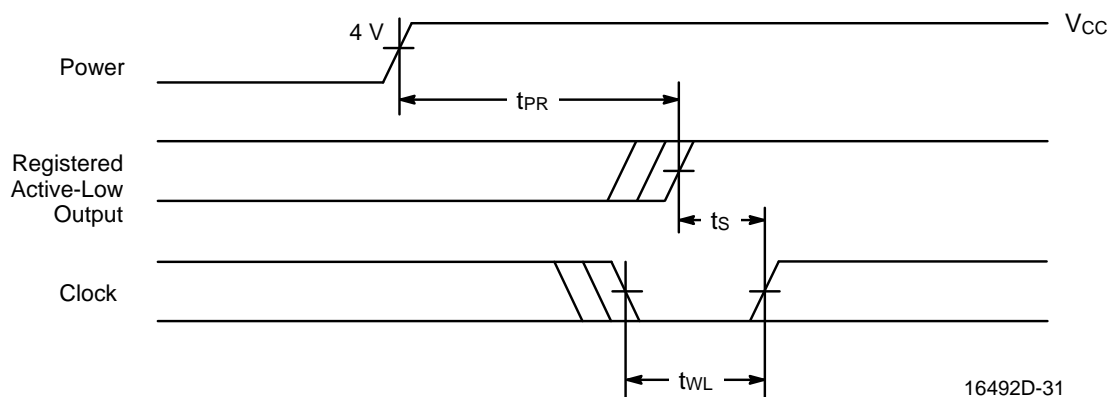 4 V
VCC
Power
tPR
Registered
Active-Low
Output
tS
Clock
tWL
16492D-31